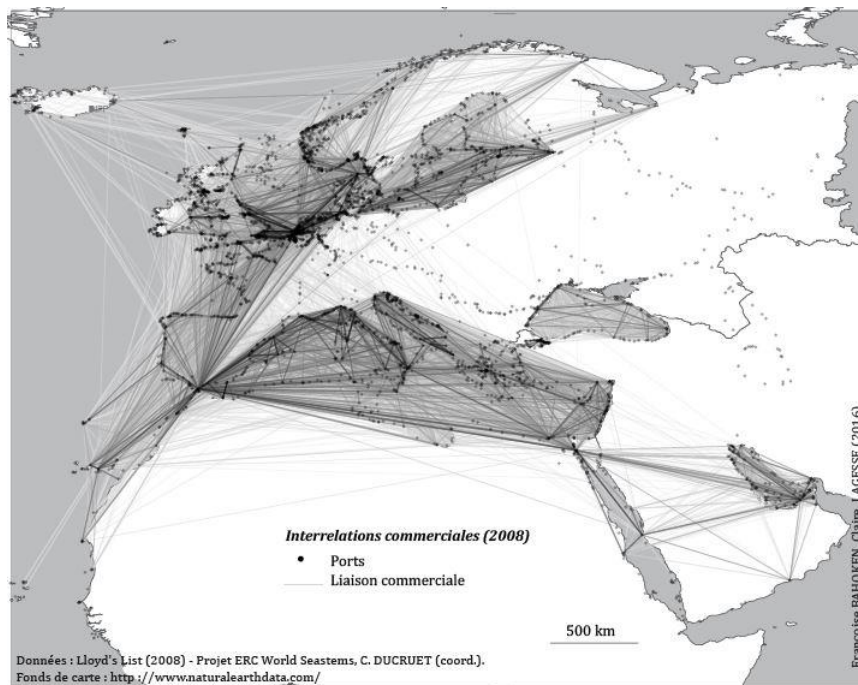 Interrelations commerciales (2008)
Ports
Liaison commerciale
500 km
Données : Lloyd's List (2008) - Projet ERC World Seastems, C. DUCRUET (coord.).
Fonds de carte : http ://www.naturalearthdata.com/
Françoise BAHOKEN, Claire LAGESSE (2016)